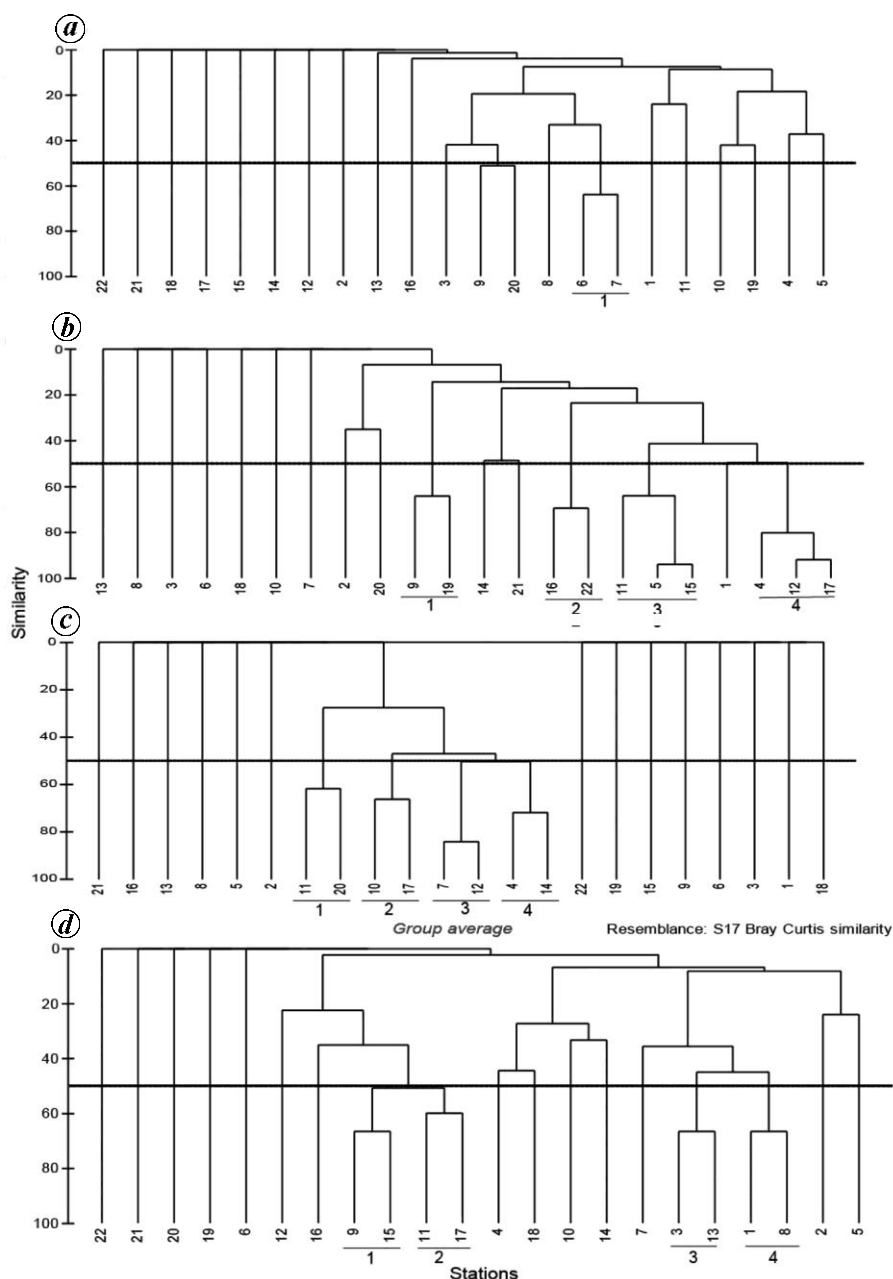 a
0
40
60
80
100
22 21 18 17 15 14 12 2 13 16 3 9 20 8 6 7 1 11 10 19 4 5
1
b
0
20
40
60
80
100
13 8 3 6 18 10 7 2 20 9 19 14 21 16 22 11 5 15 1 4 12 17
1 2 3 4
Similarity
c
0
20
40
60
80
100
21 16 13 8 5 2 11 20 10 17 7 12 4 14 22 19 15 9 6 3 1 18
1 2 3 4
Group average Resemblance: S17 Bray Curtis similarity
d
0
20
40
60
80
100
22 21 20 19 6 12 16 9 15 11 17 4 18 10 14 7 3 13 1 8 2 5
1 2 3 4
Stations